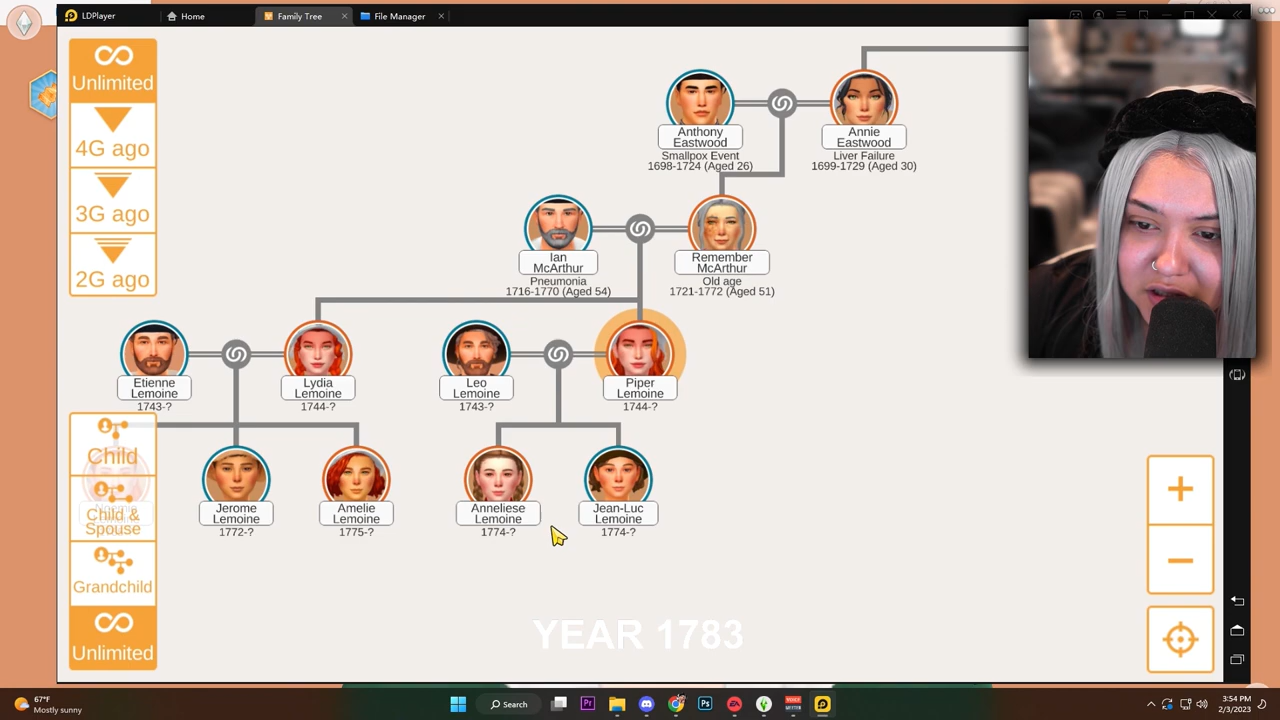 LDPlayer
Home
Family Tree
File Manager
Unlimited
4G ago
3G ago
2G ago
Anthony
Eastwood
Smallpox Event
1698-1724 (Aged 26)
Annie
Eastwood
Liver Failure
1699-1729 (Aged 30)
Ian
McArthur
Pneumonia
1716-1770 (Aged 54)
Remember
McArthur
Old age
1721-1772 (Aged 51)
Etienne
Lemoine
1743-?
Lydia
Lemoine
1744-?
Leo
Lemoine
1743-?
Piper
Lemoine
1744-?
Child
Child &
Spouse
Grandchild
Unlimited
Jerome
Lemoine
1772-?
Amelie
Lemoine
1775-?
Anneliese
Lemoine
1774-?
Jean-Luc
Lemoine
1774-?
YEAR 1783
67°F
Mostly sunny
Search
Pr
Ps
EA
3:54 PM
2/3/2023